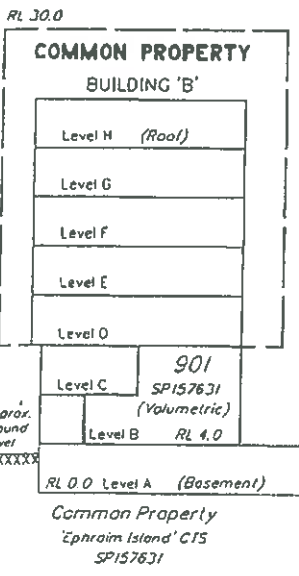 RL 30.0
COMMON PROPERTY
BUILDING 'B'
Level H (Roof)
Level G
Level F
Level E
Level D
901
Level C SP157631
(Volumetric)
Level B RL 4.0
RL 0.0 Level A (Basement)
Common Property
'Ephraim Island' CTS
SP157631